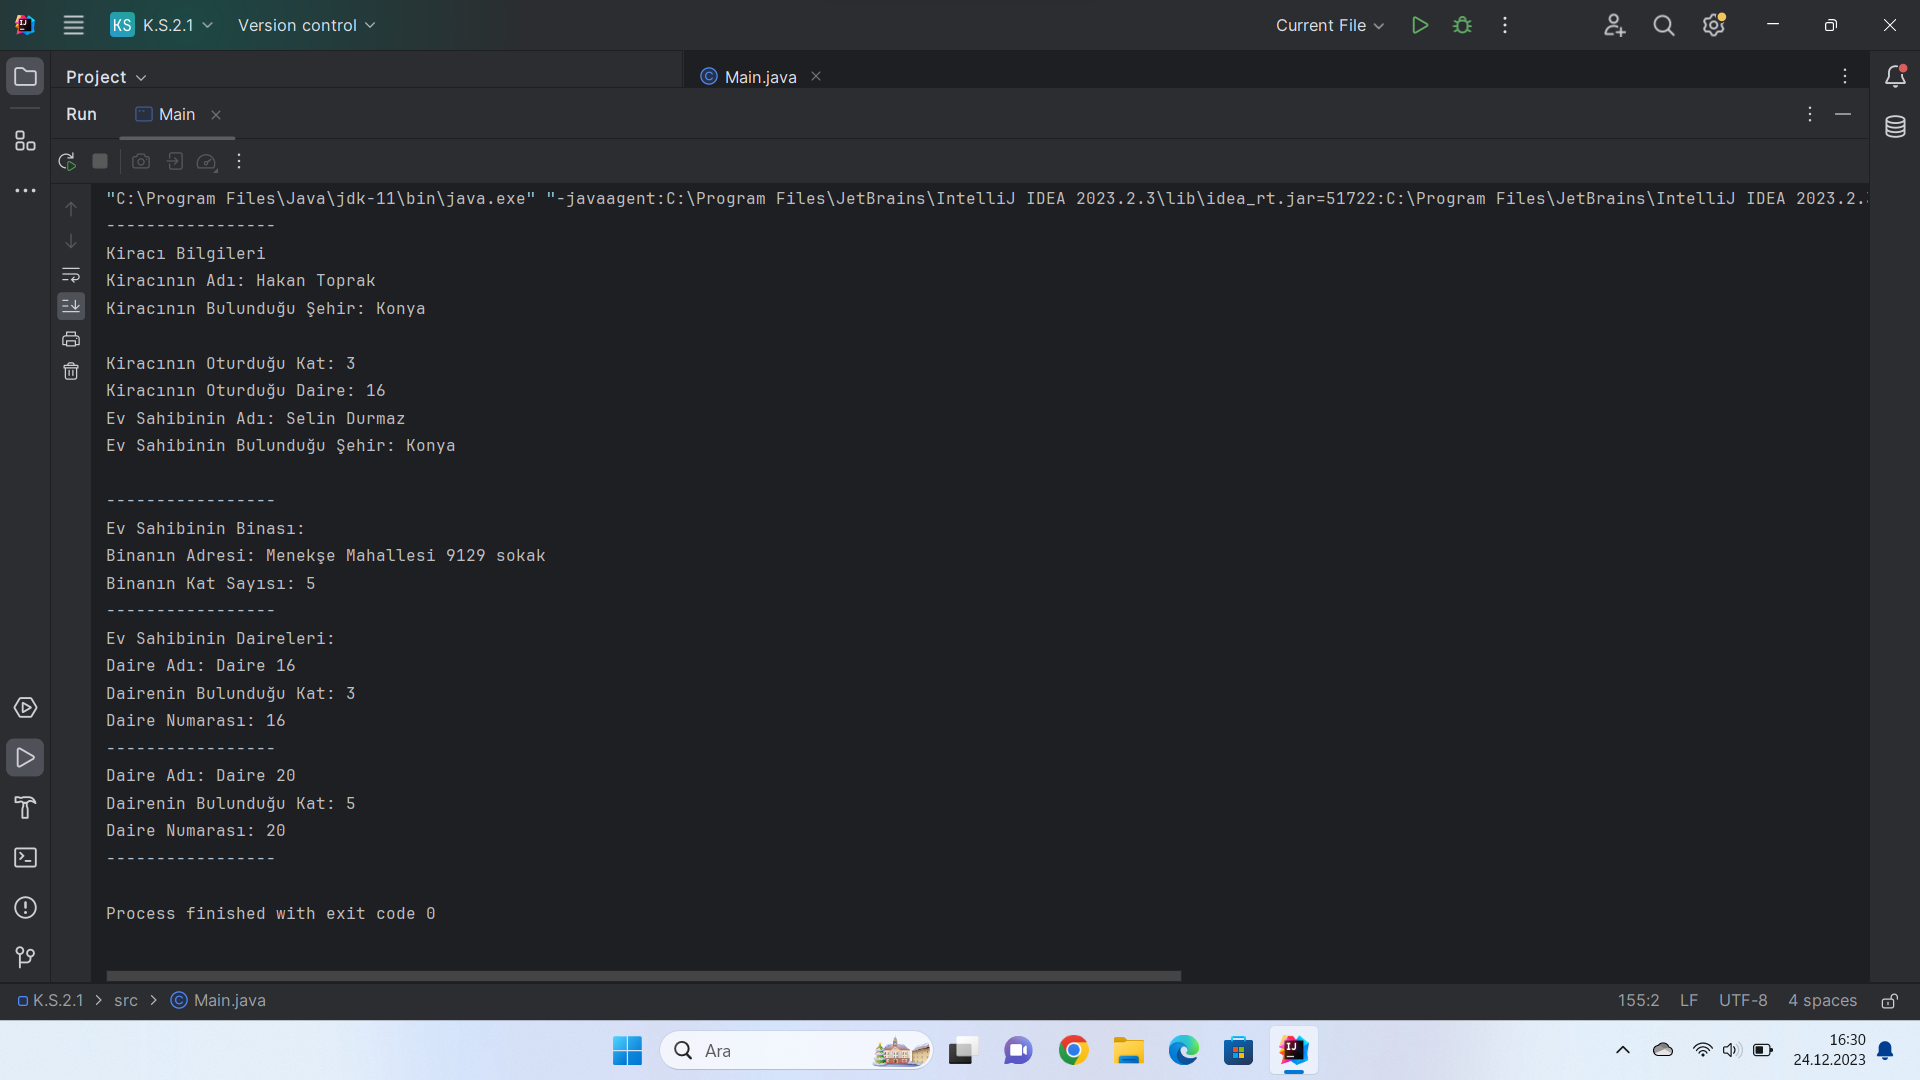 KS K.S.2.1 Version control Current File
Project Main.java
Run Main
"C:\Program Files\Java\jdk-11\bin\java.exe" "-javaagent:C:\Program Files\JetBrains\IntelliJ IDEA 2023.2.3\lib\idea_rt.jar=51722:C:\Program Files\JetBrains\IntelliJ IDEA 2023.2.
-----------------
Kiracı Bilgileri
Kiracının Adı: Hakan Toprak
Kiracının Bulunduğu Şehir: Konya
Kiracının Oturduğu Kat: 3
Kiracının Oturduğu Daire: 16
Ev Sahibinin Adı: Selin Durmaz
Ev Sahibinin Bulunduğu Şehir: Konya
-----------------
Ev Sahibinin Binası:
Binanın Adresi: Menekşe Mahallesi 9129 sokak
Binanın Kat Sayısı: 5
-----------------
Ev Sahibinin Daireleri:
Daire Adı: Daire 16
Dairenin Bulunduğu Kat: 3
Daire Numarası: 16
-----------------
Daire Adı: Daire 20
Dairenin Bulunduğu Kat: 5
Daire Numarası: 20
-----------------
Process finished with exit code 0
K.S.2.1 > src > Main.java 155:2 LF UTF-8 4 spaces
Ara 16:30
24.12.2023